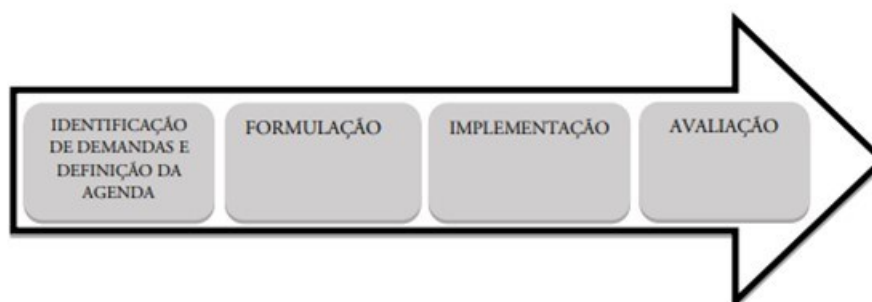 IDENTIFICAÇÃO
DE DEMANDAS E
DEFINIÇÃO DA
AGENDA
FORMULAÇÃO
IMPLEMENTAÇÃO
AVALIAÇÃO